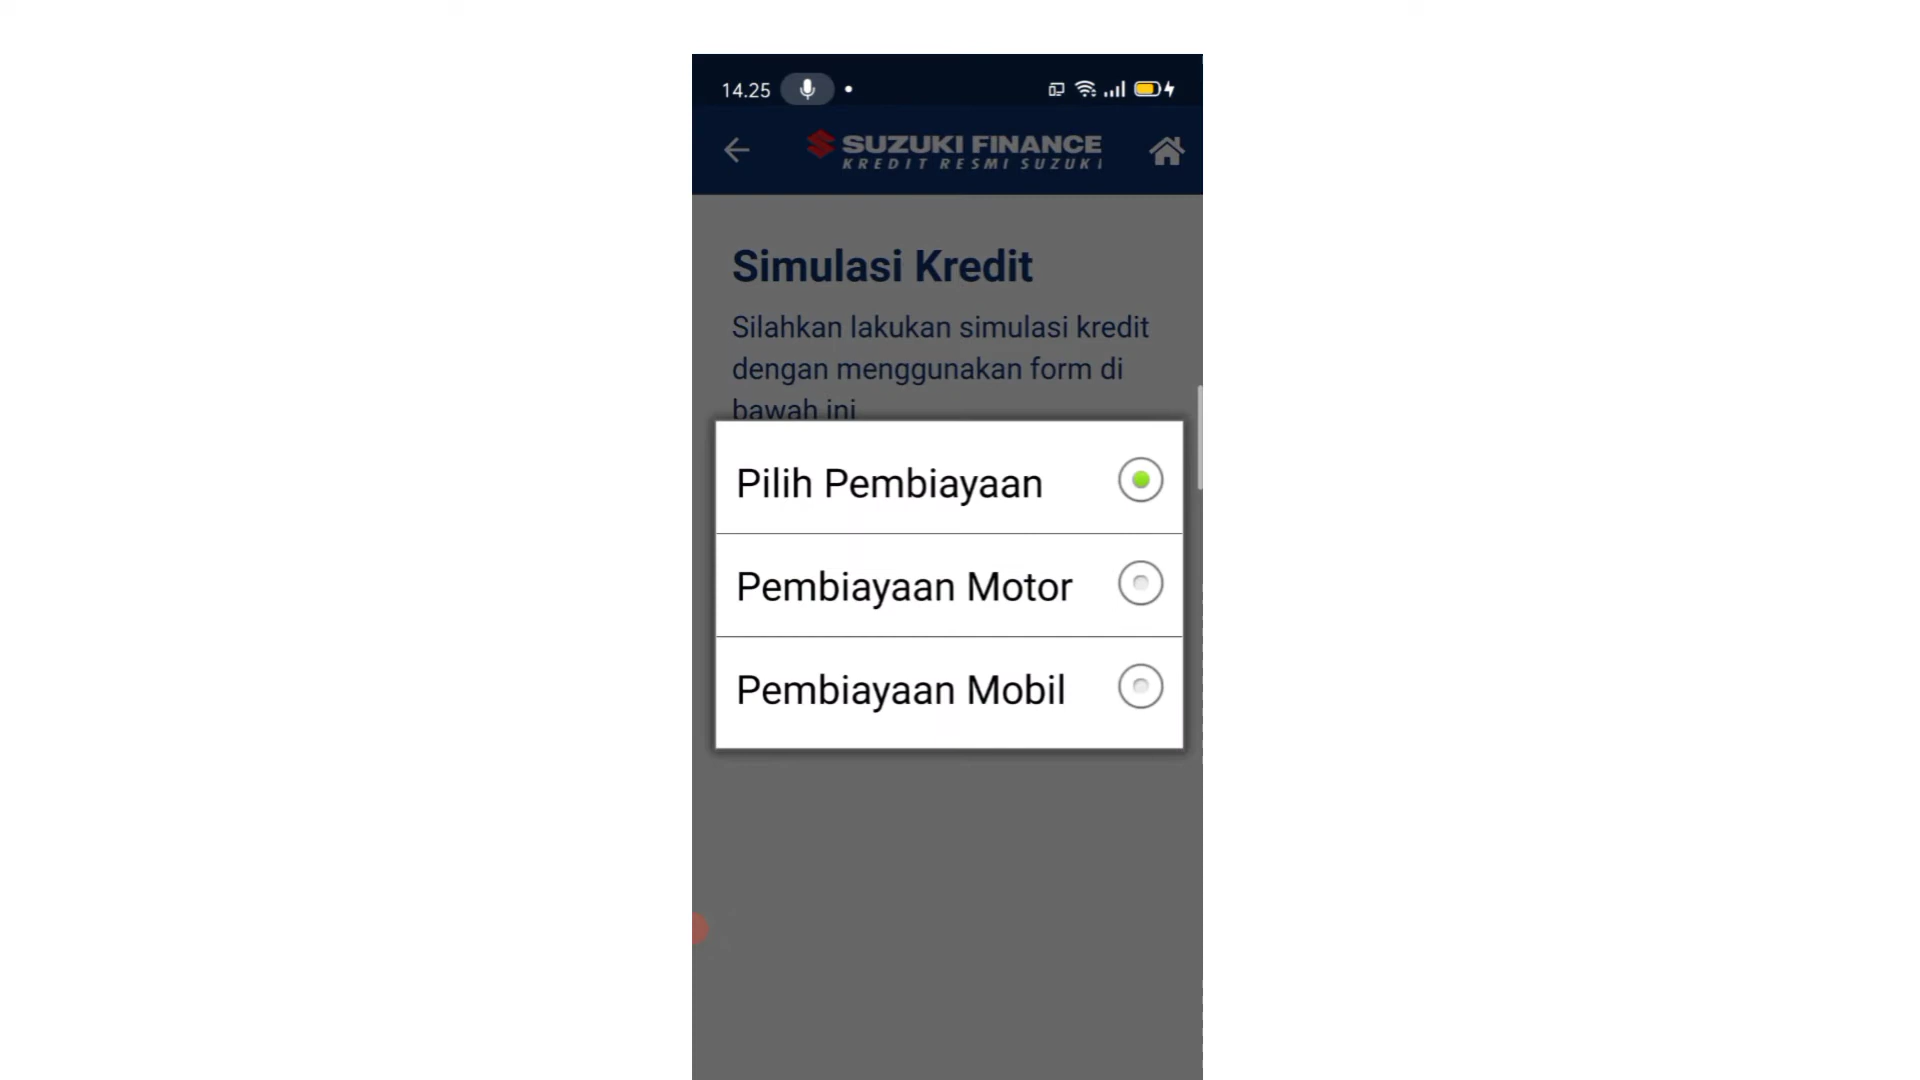 14.25
SUZUKI FINANCE
KREDIT RESMI SUZUKI
Simulasi Kredit
Silahkan lakukan simulasi kredit
dengan menggunakan form di
bawah ini
Pilih Pembiayaan
Pembiayaan Motor
Pembiayaan Mobil